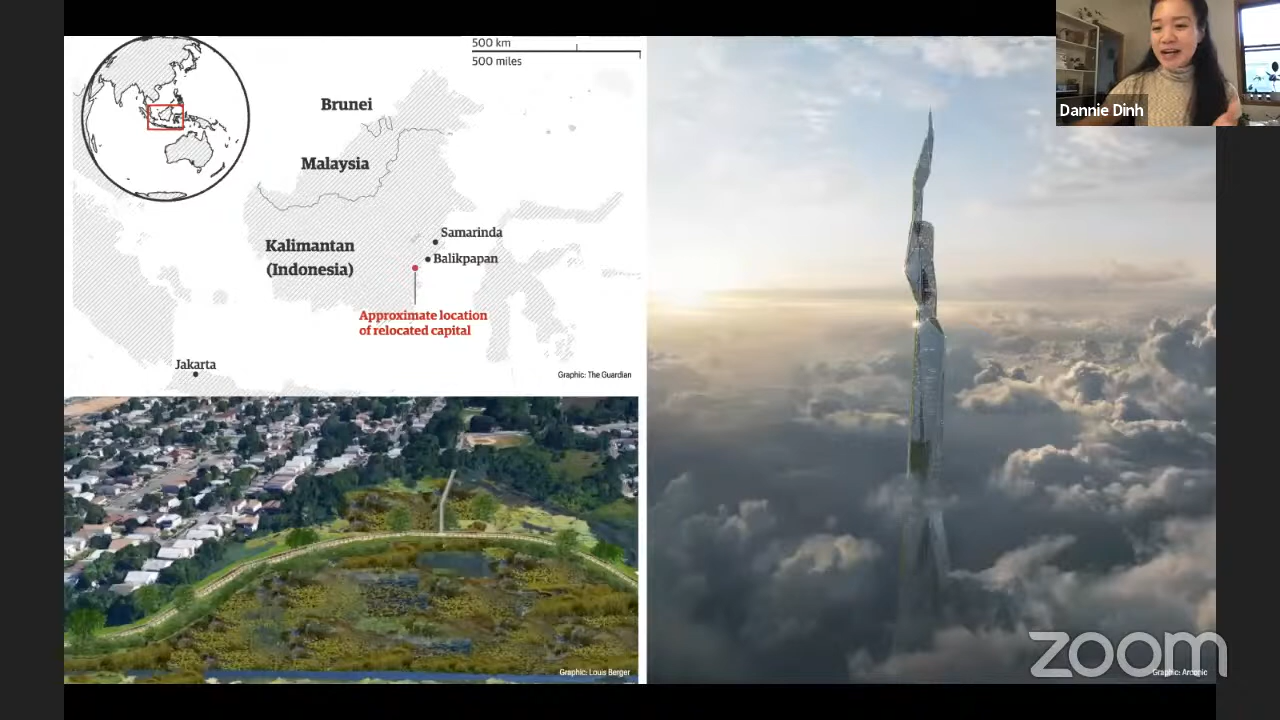 500 km
500 miles
Brunei
Malaysia
Kalimantan
(Indonesia)
Samarinda
Balikpapan
Approximate location
of relocated capital
Jakarta
Graphic: The Guardian
Graphic: Louis Berger
Dannie Dinh
zoom
Graphic: Arconic